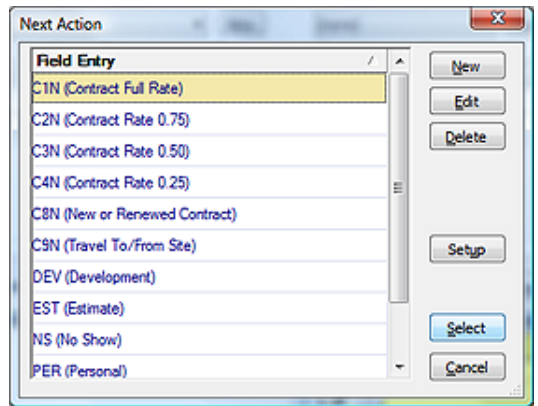 Next Action
Field Entry
New
C1N (Contract Full Rate)
Edit
C2N (Contract Rate 0.75)
Delete
C3N (Contract Rate 0.50)
C4N (Contract Rate 0.25)
C8N (New or Renewed Contract)
C9N (Travel To/From Site)
Setup
DEV (Development)
EST (Estimate)
Select
NS (No Show)
PER (Personal)
Cancel